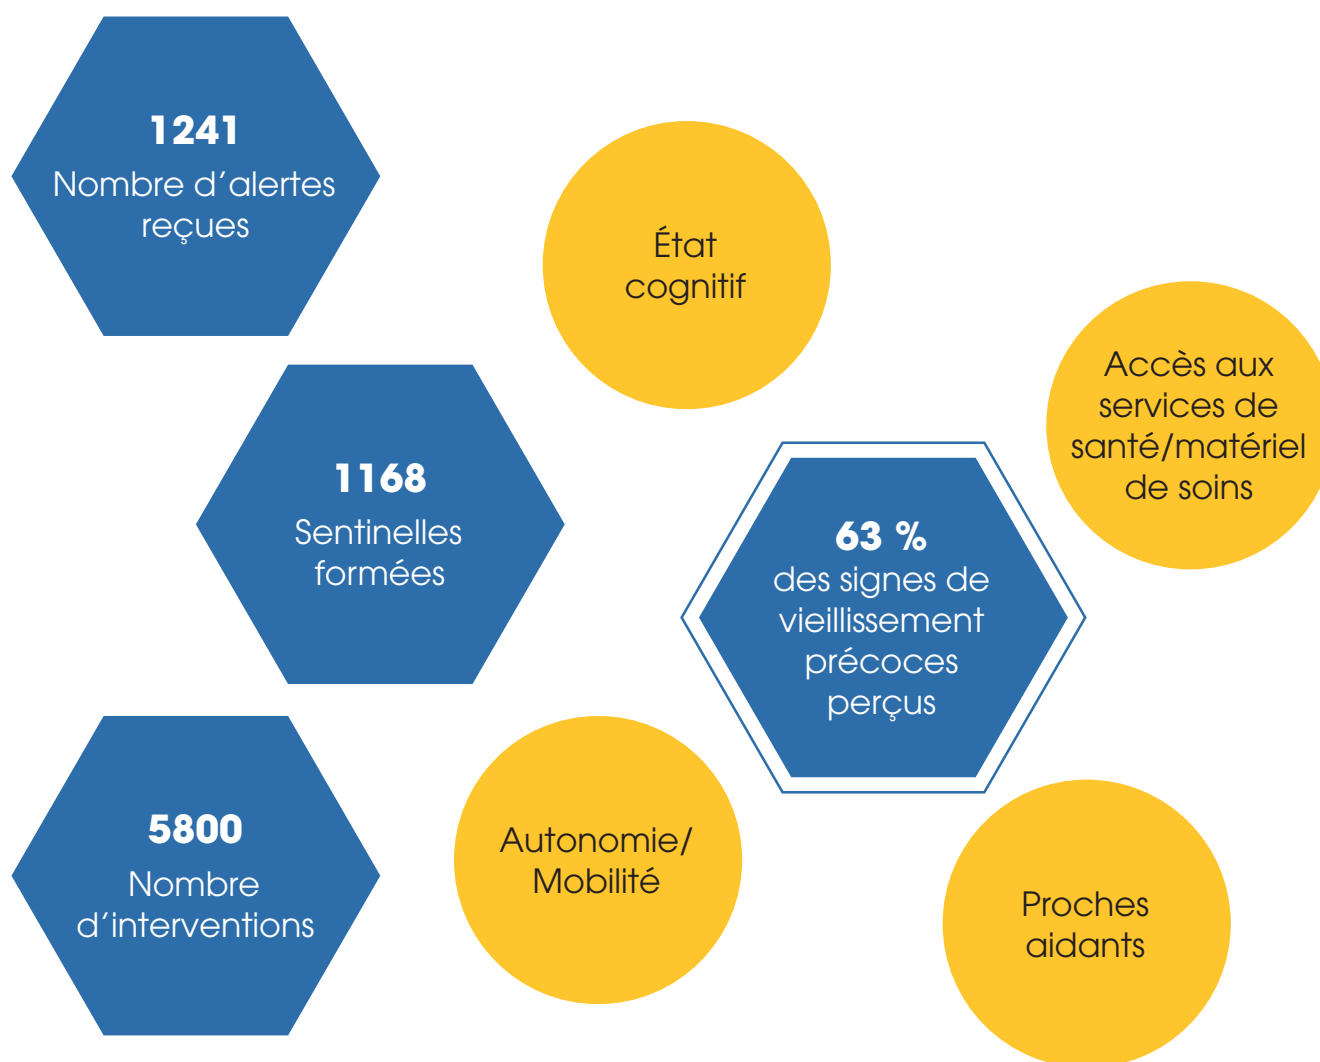 1241
Nombre d’alertes
reçues
État
cognitif
Accès aux
services de
santé/matériel
de soins
1168
Sentinelles
formées
63 %
des signes de
vieillissement
précoces
perçus
5800
Nombre
d’interventions
Autonomie/
Mobilité
Proches
aidants